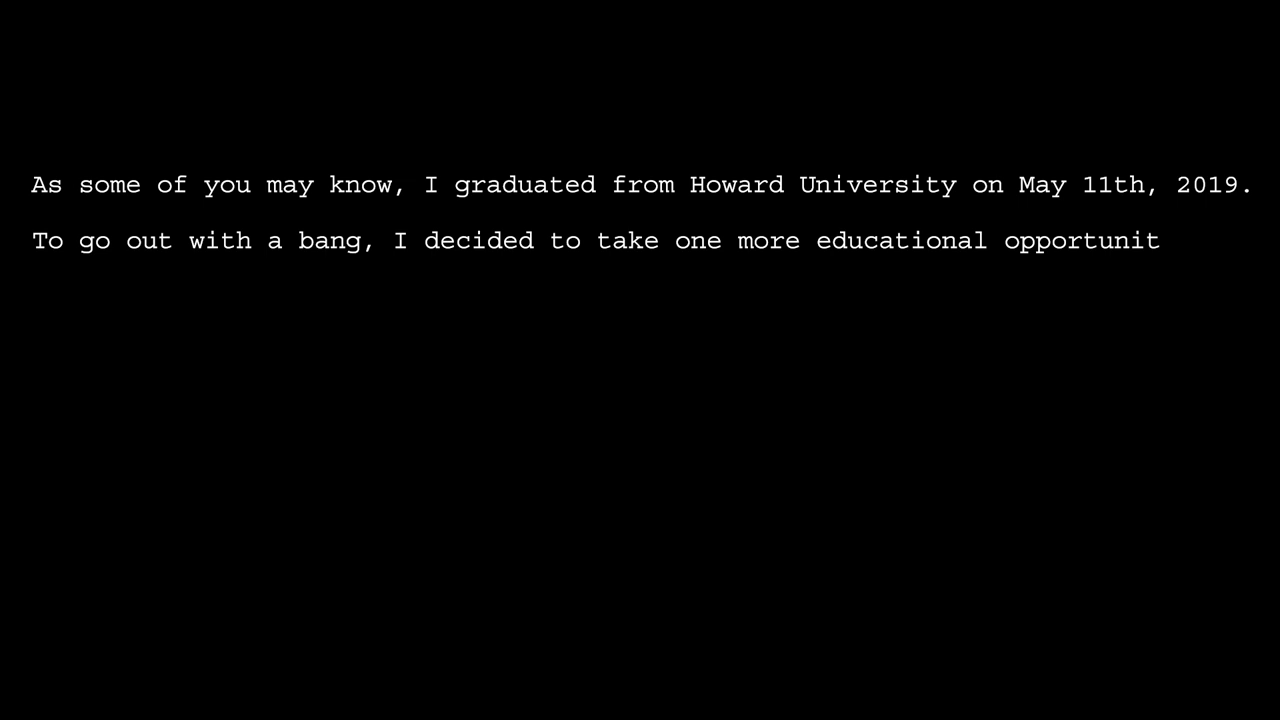 As some of you may know, I graduated from Howard University on May 11th, 2019.
To go out with a bang, I decided to take one more educational opportunit